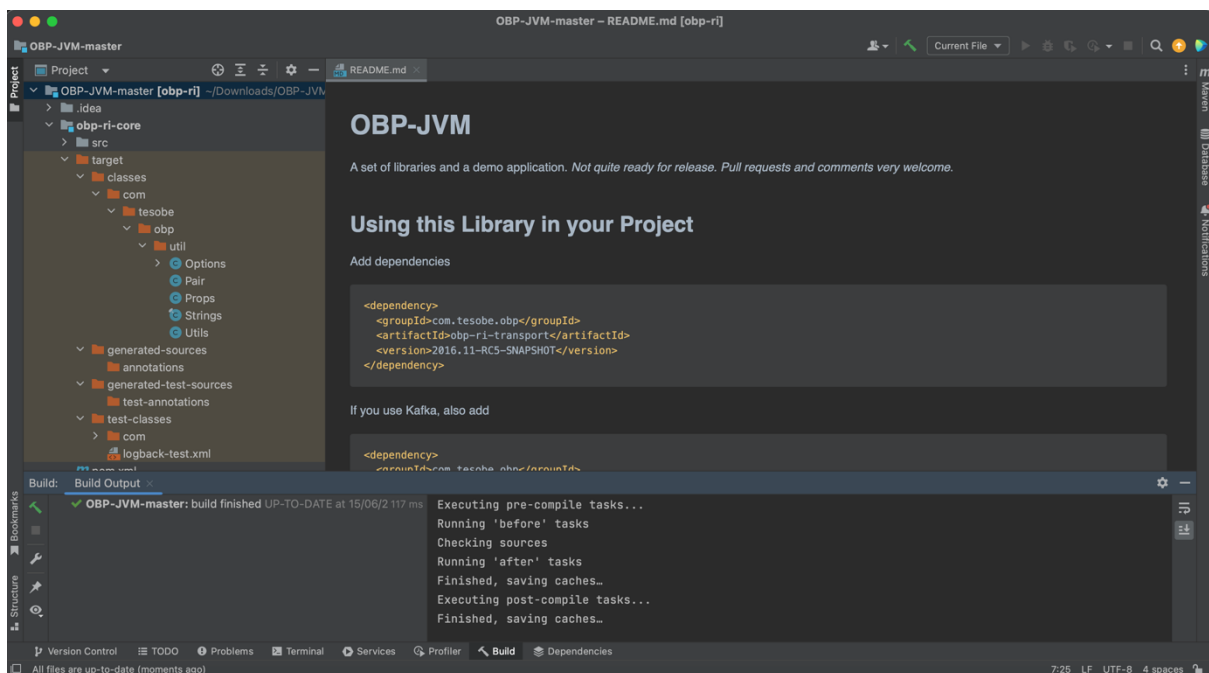 OBP-JVM-master – README.md [obp-ri]
OBP-JVM-master
Current File
Project
Project
README.md
OBP-JVM-master [obp-ri] ~/Downloads/OBP-JVM
.idea
obp-ri-core
src
target
classes
com
tesobe
obp
util
Options
Pair
Props
Strings
Utils
generated-sources
annotations
generated-test-sources
test-annotations
test-classes
com
logback-test.xml
pom.xml
OBP-JVM
A set of libraries and a demo application. Not quite ready for release. Pull requests and comments very welcome.
Using this Library in your Project
Add dependencies
<dependency>
<groupId>com.tesobe.obp</groupId>
<artifactId>obp-ri-transport</artifactId>
<version>2016.11-RC5-SNAPSHOT</version>
</dependency>
If you use Kafka, also add
<dependency>
<groupId>com.tesobe.obp</groupId>
Maven
Database
Notifications
Build:
Build Output
OBP-JVM-master: build finished UP-TO-DATE at 15/06/2 117 ms
Executing pre-compile tasks...
Running 'before' tasks
Checking sources
Running 'after' tasks
Finished, saving caches…
Executing post-compile tasks...
Finished, saving caches…
Bookmarks
Structure
Version Control
TODO
Problems
Terminal
Services
Profiler
Build
Dependencies
All files are up-to-date (moments ago)
7:25 LF UTF-8 4 spaces